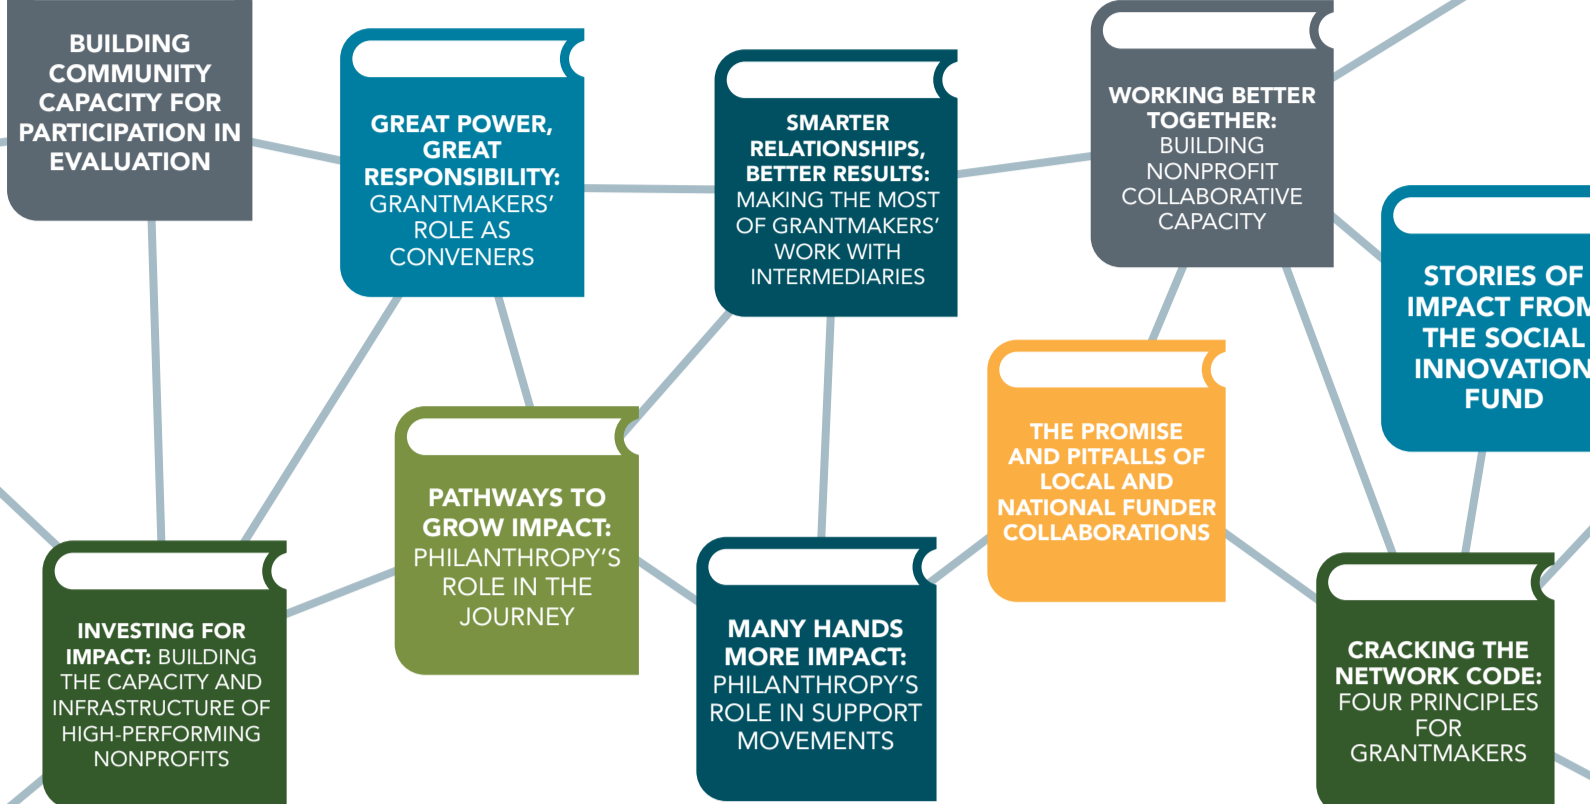 BUILDING
COMMUNITY
CAPACITY FOR
PARTICIPATION IN
EVALUATION
GREAT POWER,
GREAT
RESPONSIBILITY:
GRANTMAKERS’
ROLE AS
CONVENERS
SMARTER
RELATIONSHIPS,
BETTER RESULTS:
MAKING THE MOST
OF GRANTMAKERS’
WORK WITH
INTERMEDIARIES
WORKING BETTER
TOGETHER:
BUILDING
NONPROFIT
COLLABORATIVE
CAPACITY
STORIES OF
IMPACT FROM
THE SOCIAL
INNOVATION
FUND
PATHWAYS TO
GROW IMPACT:
PHILANTHROPY’S
ROLE IN THE
JOURNEY
THE PROMISE
AND PITFALLS OF
LOCAL AND
NATIONAL FUNDER
COLLABORATIONS
INVESTING FOR
IMPACT: BUILDING
THE CAPACITY AND
INFRASTRUCTURE OF
HIGH-PERFORMING
NONPROFITS
MANY HANDS
MORE IMPACT:
PHILANTHROPY’S
ROLE IN SUPPORT
MOVEMENTS
CRACKING THE
NETWORK CODE:
FOUR PRINCIPLES
FOR
GRANTMAKERS